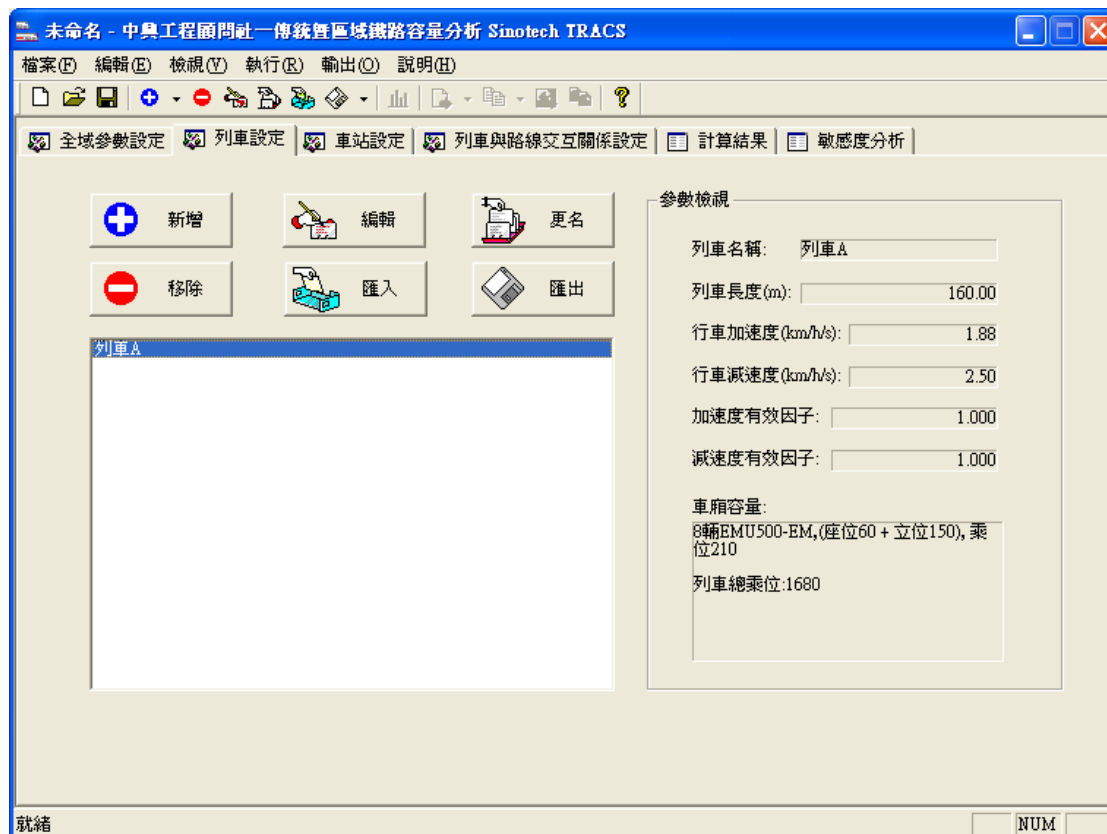 未命名 - 中興工程顧問社－傳統暨區域鐵路容量分析 Sinotech TRACS
檔案(F) 編輯(E) 檢視(V) 執行(R) 輸出(O) 說明(H)
全域參數設定 列車設定 車站設定 列車與路線交互關係設定 計算結果 敏感度分析
新增 編輯 更名
移除 匯入 匯出
列車A
參數檢視
列車名稱: 列車A
列車長度(m): 160.00
行車加速度(km/h/s): 1.88
行車減速度(km/h/s): 2.50
加速度有效因子: 1.000
減速度有效因子: 1.000
車廂容量:
8輛EMU500-EM,(座位60 + 立位150), 乘
位210
列車總乘位:1680
就緒 NUM